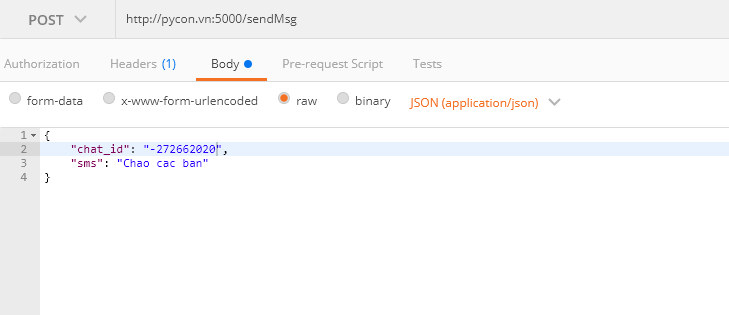 POST http://pycon.vn:5000/sendMsg
Authorization Headers (1) Body Pre-request Script Tests
form-data x-www-form-urlencoded raw binary JSON (application/json)
1 {
2 "chat_id": "-272662020",
3 "sms": "Chao cac ban"
4 }